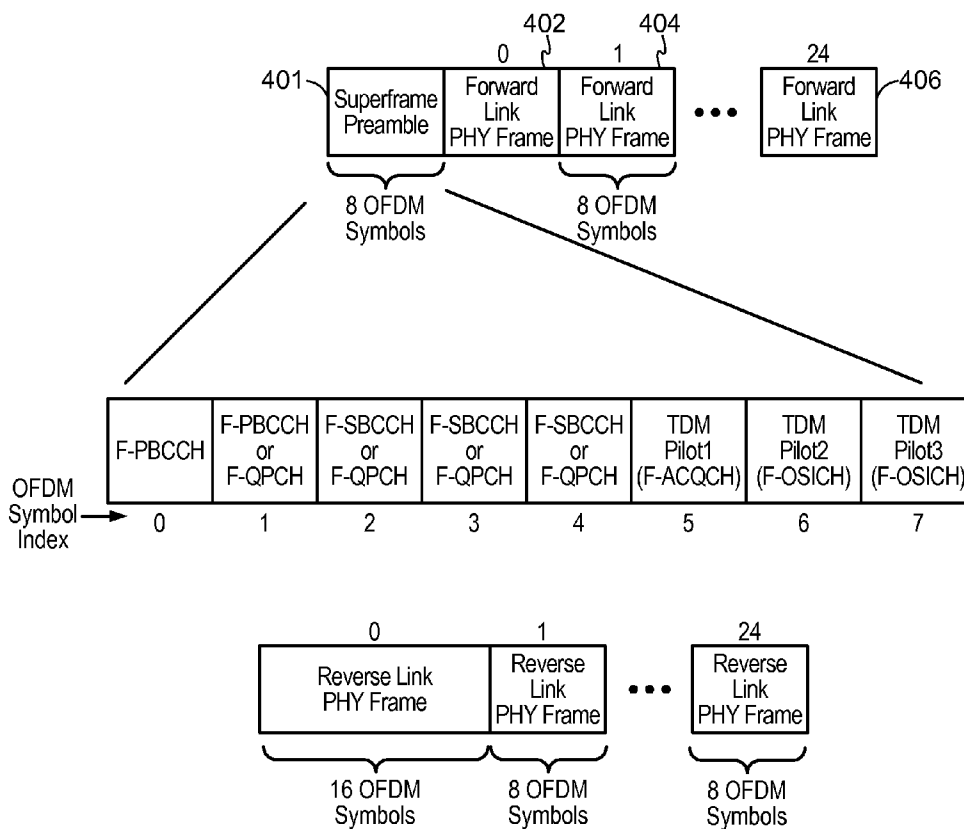 402
404
0
1
24
401
Superframe
Preamble
Forward
Link
PHY Frame
Forward
Link
PHY Frame
Forward
Link
PHY Frame
406
8 OFDM
Symbols
8 OFDM
Symbols
F-PBCCH
F-PBCCH
or
F-QPCH
F-SBCCH
or
F-QPCH
F-SBCCH
or
F-QPCH
F-SBCCH
or
F-QPCH
TDM
Pilot1
(F-ACQCH)
TDM
Pilot2
(F-OSICH)
TDM
Pilot3
(F-OSICH)
OFDM
Symbol
Index
0
1
2
3
4
5
6
7
0
1
24
Reverse Link
PHY Frame
Reverse
Link
PHY Frame
Reverse
Link
PHY Frame
16 OFDM
Symbols
8 OFDM
Symbols
8 OFDM
Symbols